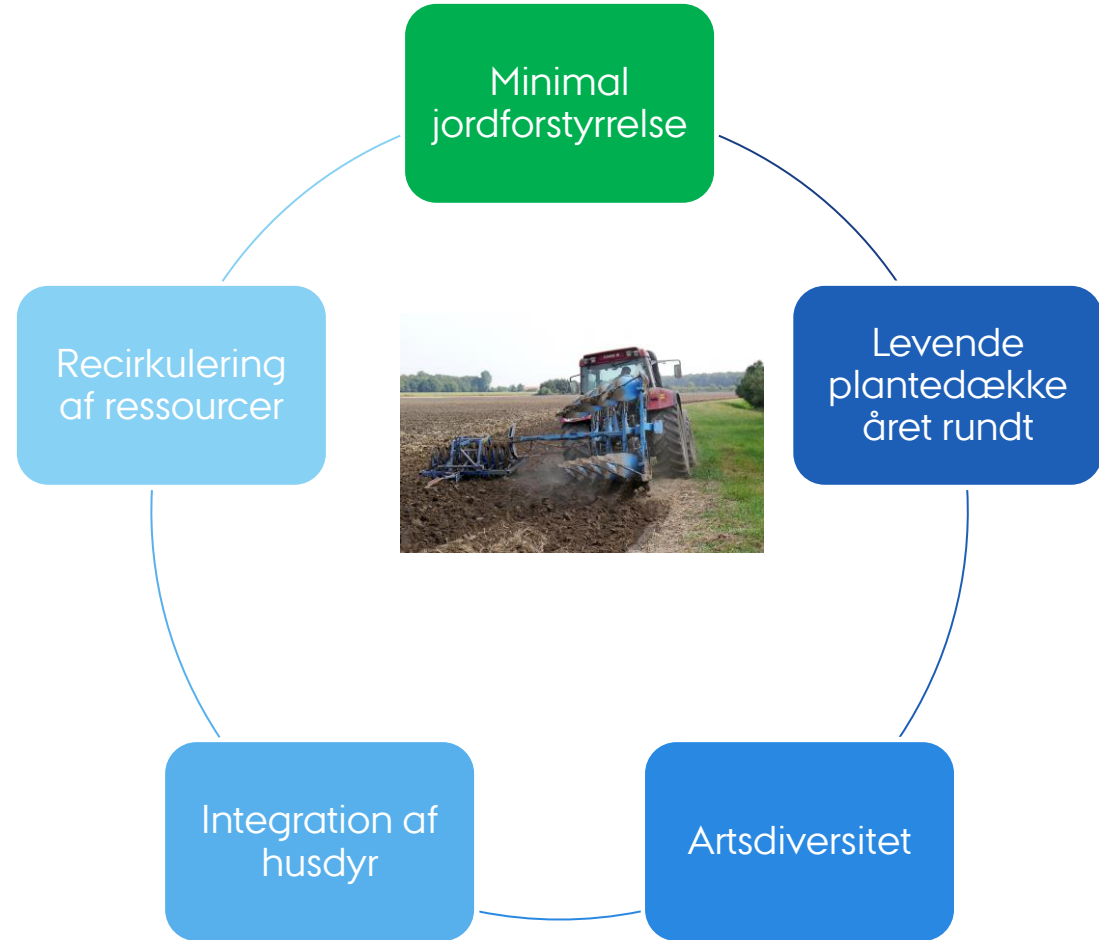 Minimal
jordforstyrrelse
Levende
plantedække
året rundt
Artsdiversitet
Integration af
husdyr
Recirkulering
af ressourcer